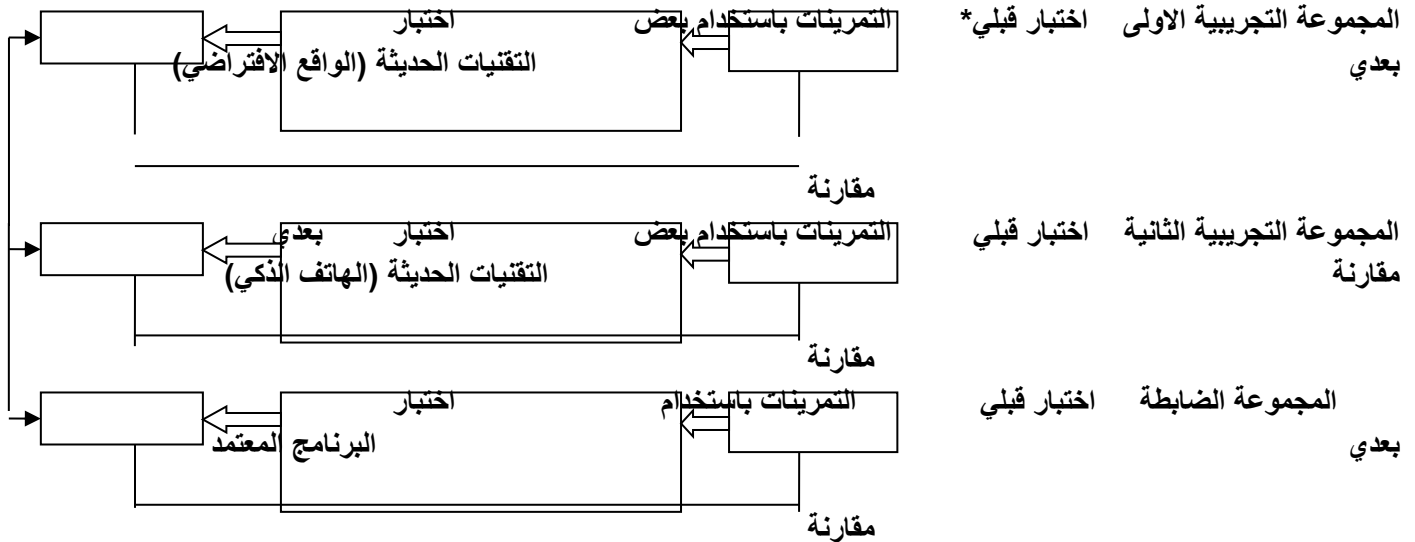 المجموعة التجريبية الاولى اختبار قبلي* التمرينات باستخدام بعض اختبار
بعدي التقنيات الحديثة (الواقع الافتراضي)
مقارنة
المجموعة التجريبية الثانية اختبار قبلي التمرينات باستخدام بعض اختبار بعدي
مقارنة التقنيات الحديثة (الهاتف الذكي)
مقارنة
المجموعة الضابطة اختبار قبلي التمرينات باستخدام اختبار
بعدي البرنامج المعتمد
مقارنة